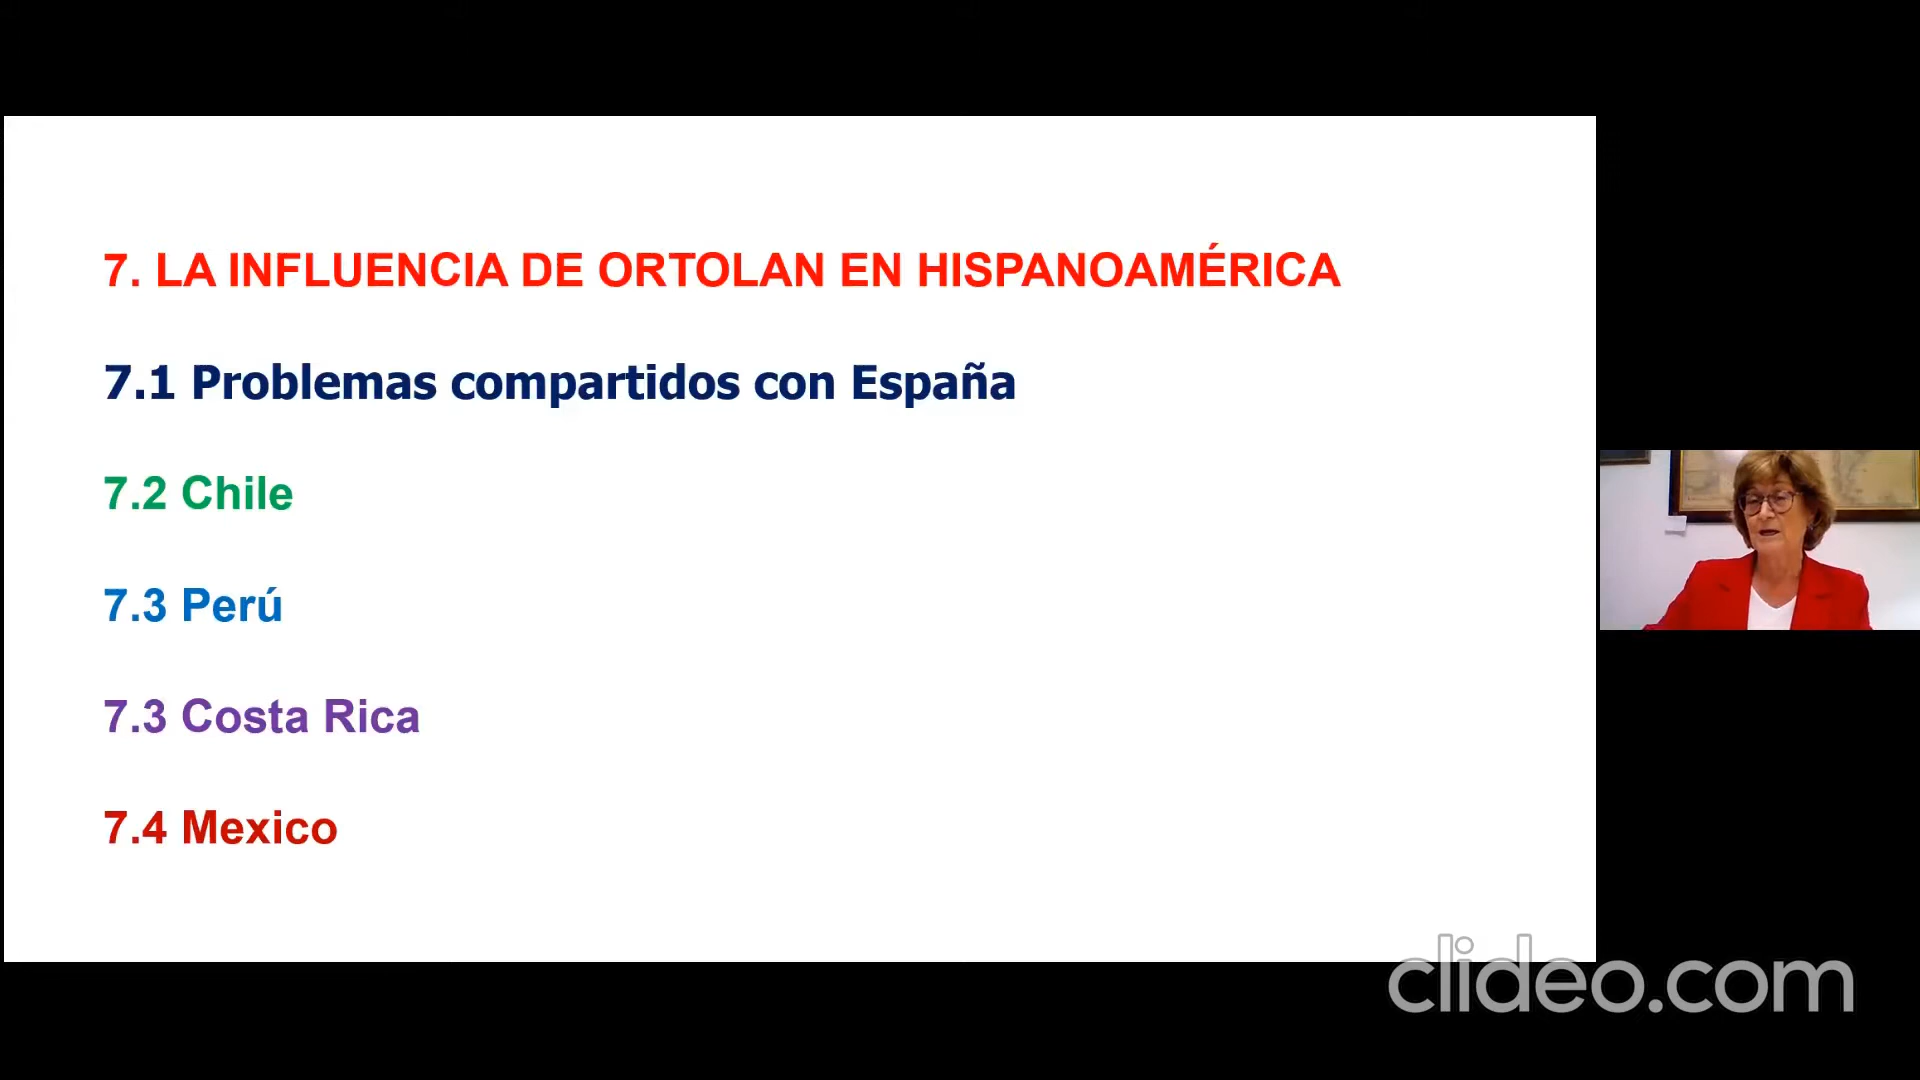 7. LA INFLUENCIA DE ORTOLAN EN HISPANOAMÉRICA
7.1 Problemas compartidos con España
7.2 Chile
7.3 Perú
7.3 Costa Rica
7.4 Mexico
clideo.com